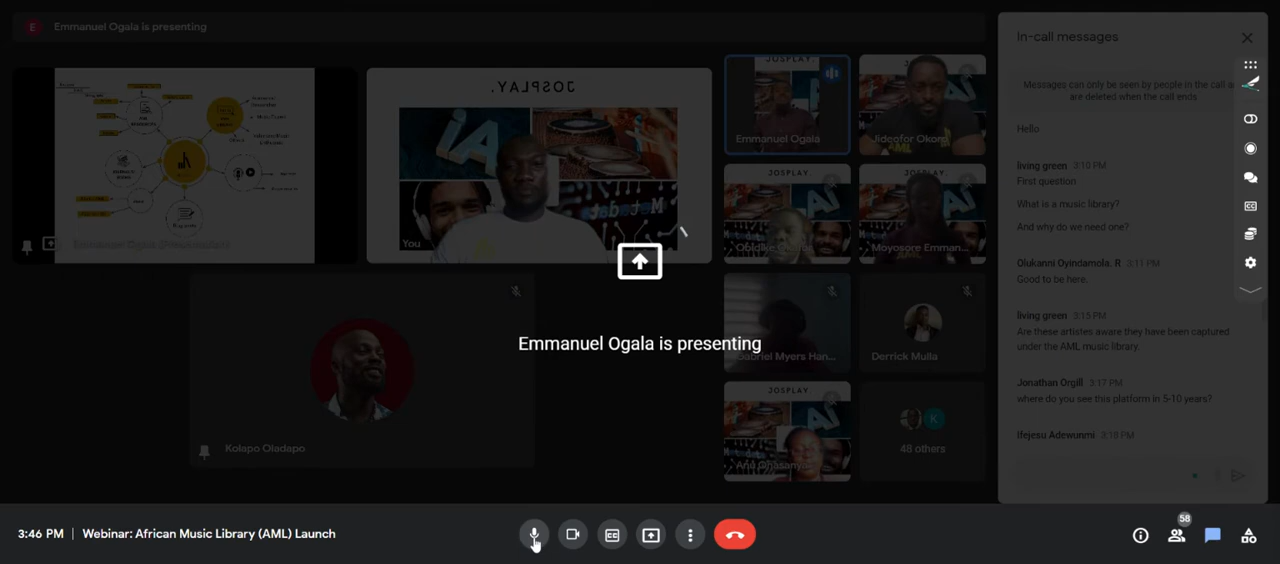 E Emmanuel Ogala is presenting
JOSPLAY.
You
Kolapo Oladapo
JOSPLAY
Emmanuel Ogala
Jideofor Okoro
AML
JOSPLAY
JOSPLAY
Moyosore Emman...
Gabriel Myers Han...
Derrick Mulla
JOSPLAY
K
48 others
Emmanuel Ogala is presenting
In-call messages
Messages can only be seen by people in the call a
are deleted when the call ends
Hello
living green 3:10 PM
First question
What is a music library?
And why do we need one?
Olukanni Oyindamola. R 3:11 PM
Good to be here.
living green 3:15 PM
Are these artistes aware they have been captured
under the AML music library.
Jonathan Orgill 3:17 PM
where do you see this platform in 5-10 years?
Ifejesu Adewunmi 3:18 PM
3:46 PM | Webinar: African Music Library (AML) Launch
58